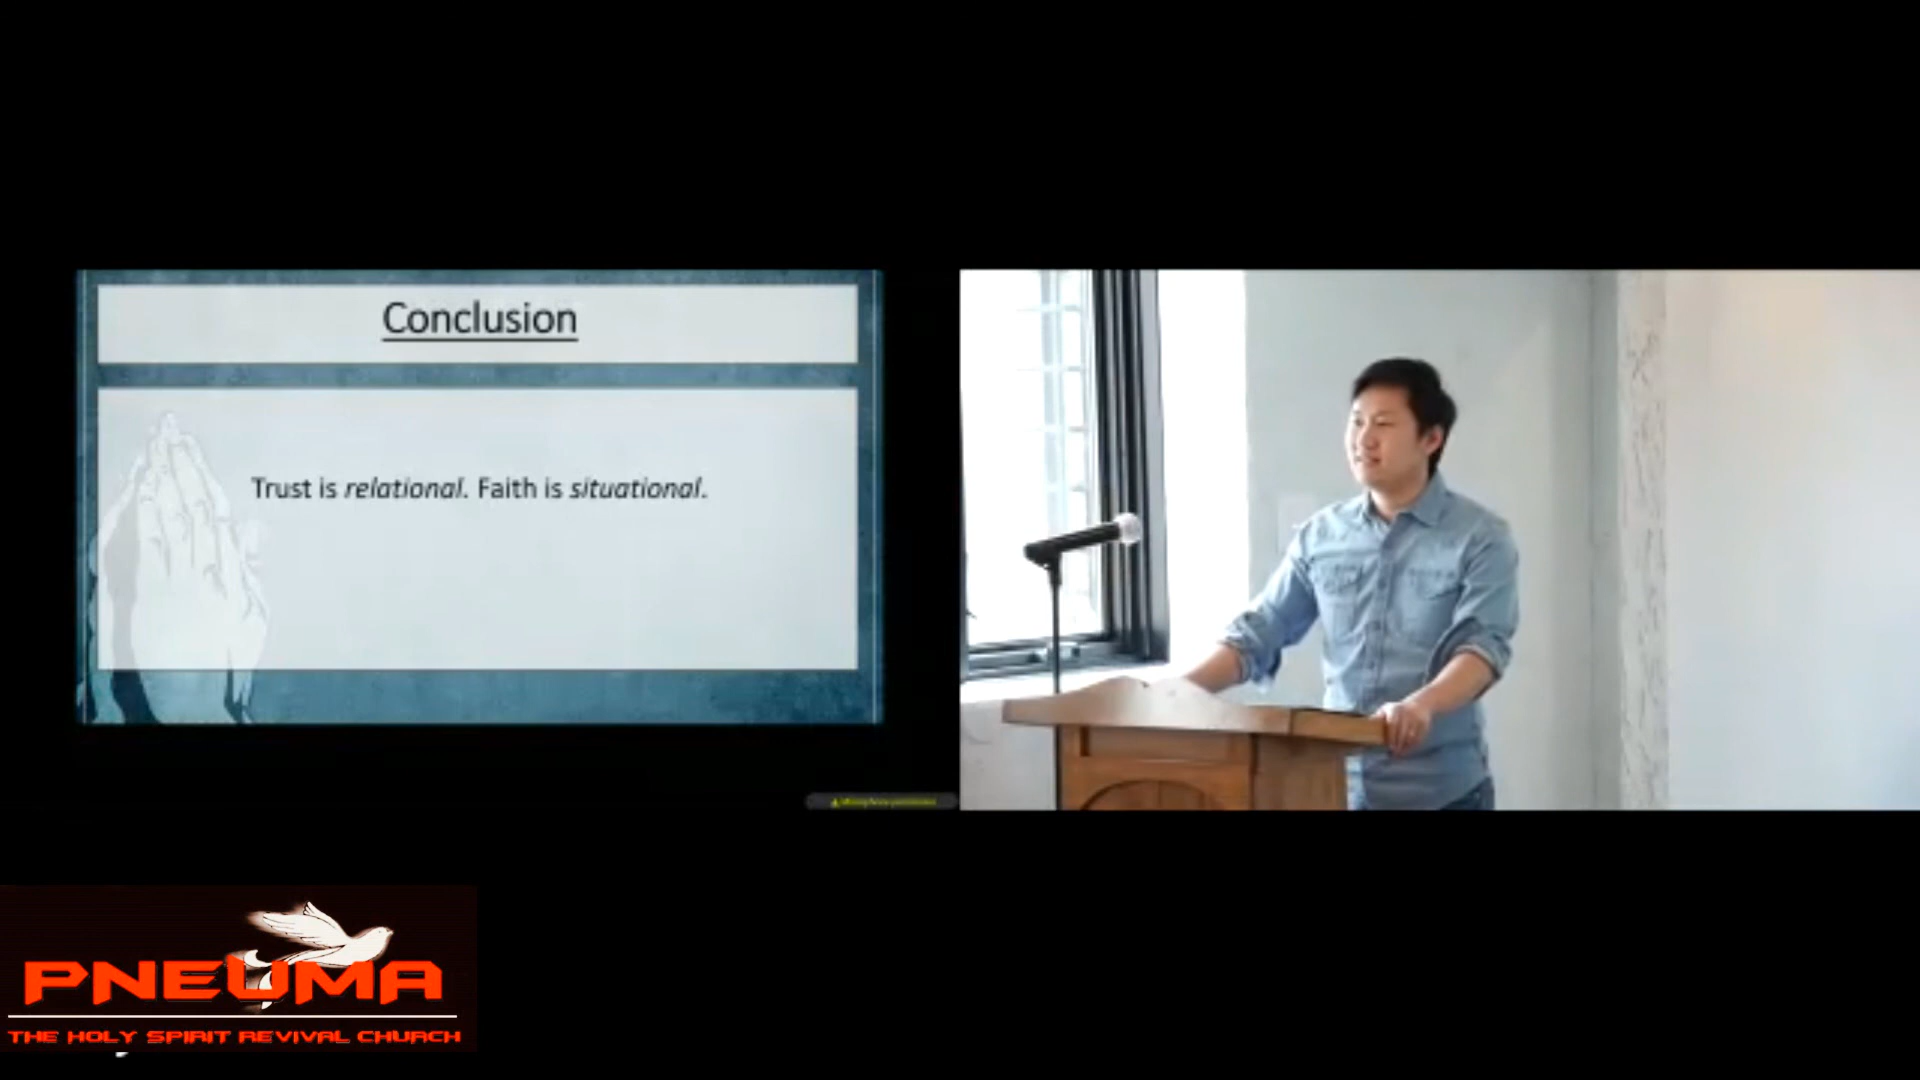 Conclusion
Trust is relational. Faith is situational.
PNEUMA
THE HOLY SPIRIT REVIVAL CHURCH